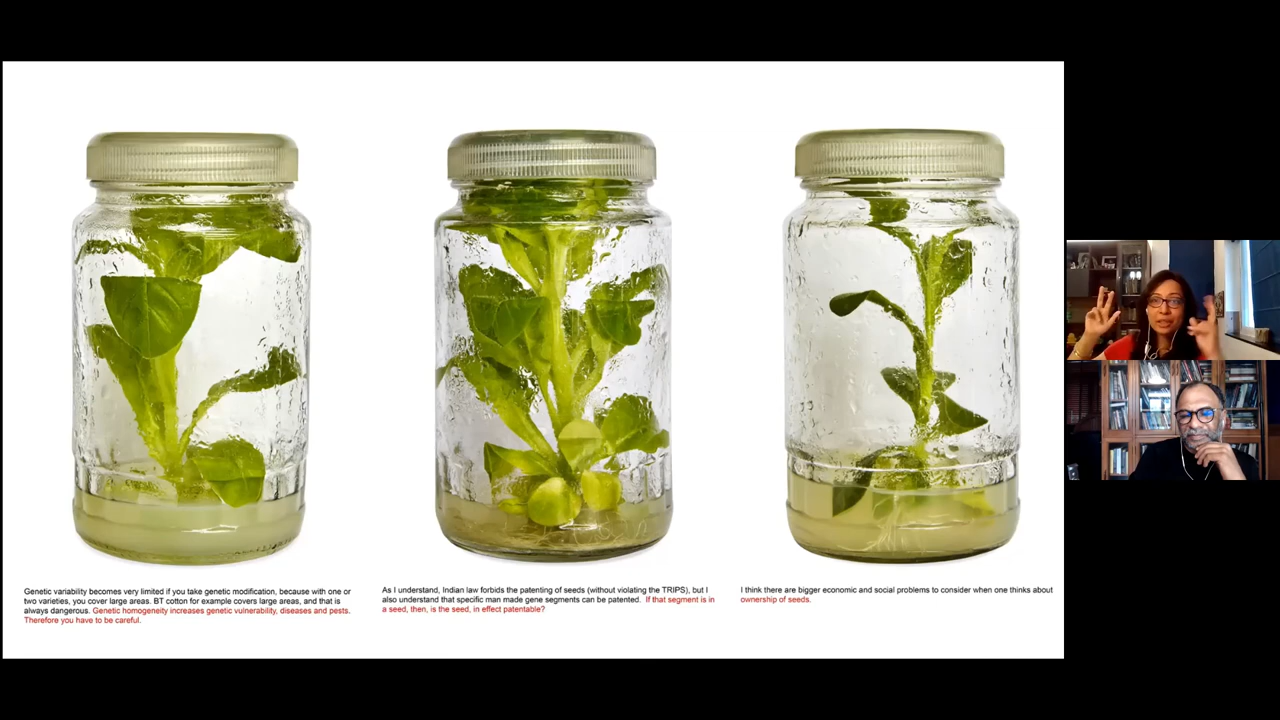 Genetic variability becomes very limited if you take genetic modification, because with one or
two varieties, you cover large areas. BT cotton for example covers large areas, and that is
always dangerous. Genetic homogeneity increases genetic vulnerability, diseases and pests.
Therefore you have to be careful.
As I understand, Indian law forbids the patenting of seeds (without violating the TRIPS), but I
also understand that specific man made gene segments can be patented. If that segment is in
a seed, then, is the seed, in effect patentable?
I think there are bigger economic and social problems to consider when one thinks about
ownership of seeds.